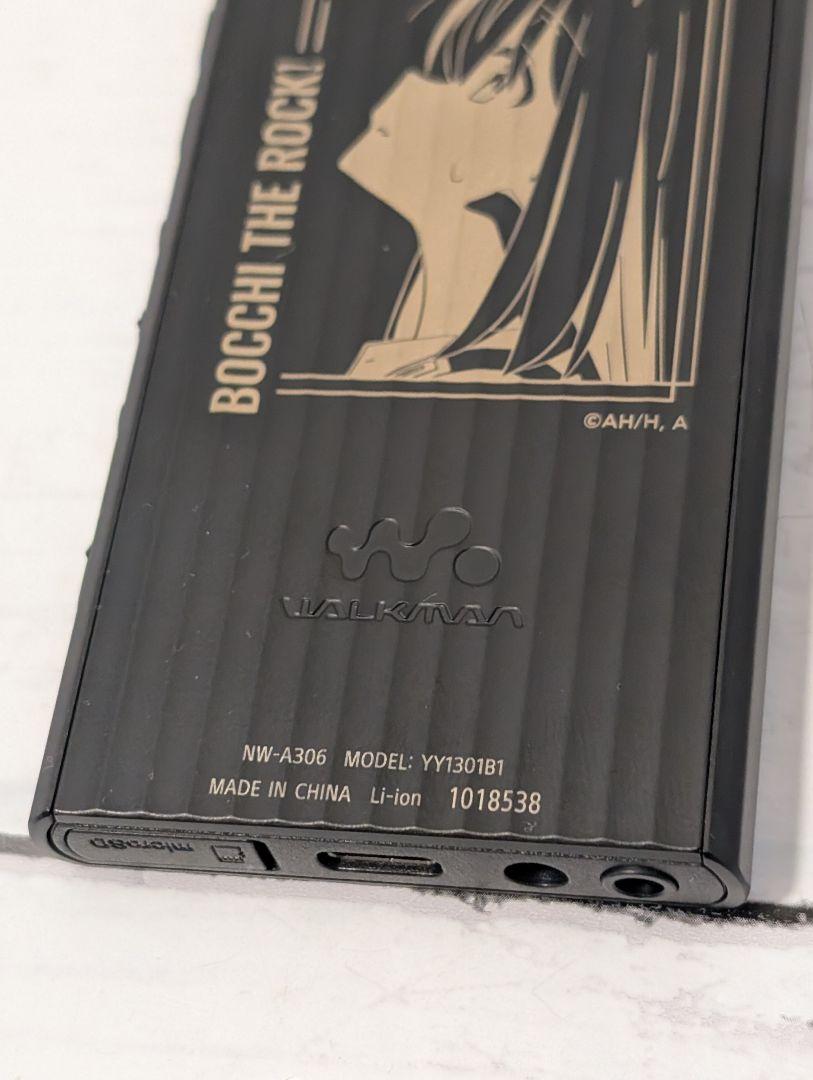 BOCCHI THE ROCK!
©AH/H, A
WALKMAN
NW-A306 MODEL: YY1301B1
MADE IN CHINA Li-ion 1018538
microSD